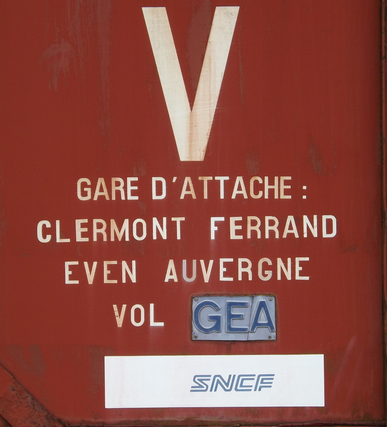 V
GARE D'ATTACHE :
CLERMONT FERRAND
EVEN AUVERGNE
VOL GEA
SNCF